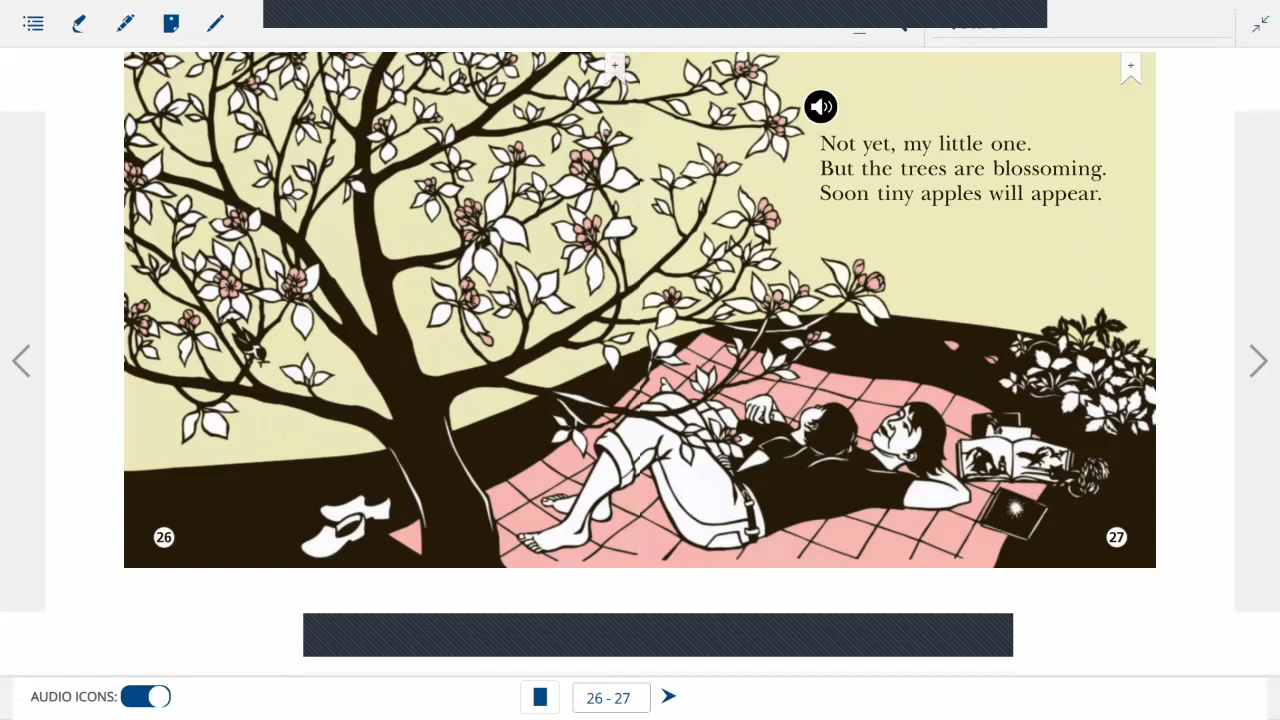 Not yet, my little one.
But the trees are blossoming.
Soon tiny apples will appear.
26
27
AUDIO ICONS:
26 - 27